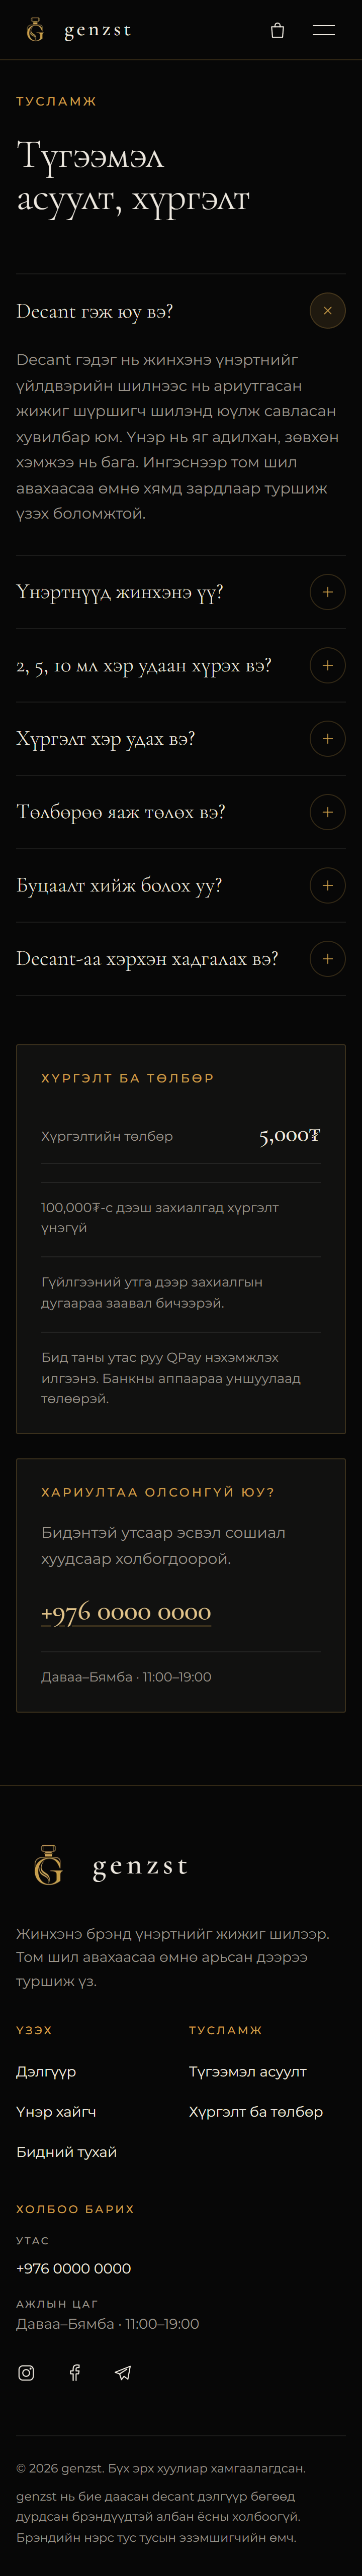 genzst
ТУСЛАМЖ
Түгээмэл
асуулт, хүргэлт
Decant гэж юу вэ?
Decant гэдэг нь жинхэнэ үнэртнийг
үйлдвэрийн шилнээс нь ариутгасан
жижиг шүршигч шилэнд юүлж савласан
хувилбар юм. Үнэр нь яг адилхан, зөвхөн
хэмжээ нь бага. Ингэснээр том шил
авахаасаа өмнө хямд зардлаар туршиж
үзэх боломжтой.
Үнэртнүүд жинхэнэ үү?
2, 5, 10 мл хэр удаан хүрэх вэ?
Хүргэлт хэр удах вэ?
Төлбөрөө яаж төлөх вэ?
Буцаалт хийж болох уу?
Decant-аа хэрхэн хадгалах вэ?
ХҮРГЭЛТ БА ТӨЛБӨР
Хүргэлтийн төлбөр 5,000₮
100,000₮-с дээш захиалгад хүргэлт
үнэгүй
Гүйлгээний утга дээр захиалгын
дугаараа заавал бичээрэй.
Бид таны утас руу QPay нэхэмжлэх
илгээнэ. Банкны аппаараа уншуулаад
төлөөрэй.
ХАРИУЛТАА ОЛСОНГҮЙ ЮУ?
Бидэнтэй утсаар эсвэл сошиал
хуудсаар холбогдоорой.
+976 0000 0000
Даваа–Бямба · 11:00–19:00
genzst
Жинхэнэ брэнд үнэртнийг жижиг шилээр.
Том шил авахаасаа өмнө арьсан дээрээ
туршиж үз.
ҮЗЭХ
Дэлгүүр
Үнэр хайгч
Бидний тухай
ТУСЛАМЖ
Түгээмэл асуулт
Хүргэлт ба төлбөр
ХОЛБОО БАРИХ
УТАС
+976 0000 0000
АЖЛЫН ЦАГ
Даваа–Бямба · 11:00–19:00
© 2026 genzst. Бүх эрх хуулиар хамгаалагдсан.
genzst нь бие даасан decant дэлгүүр бөгөөд
дурдсан брэндүүдтэй албан ёсны холбоогүй.
Брэндийн нэрс тус тусын эзэмшигчийн өмч.